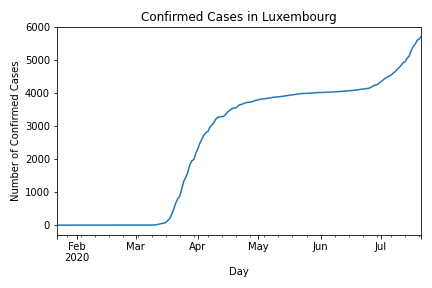 Confirmed Cases in Luxembourg
6000
5000
4000
3000
2000
1000
0
Number of Confirmed Cases
Feb Mar Apr May Jun Jul
2020
Day